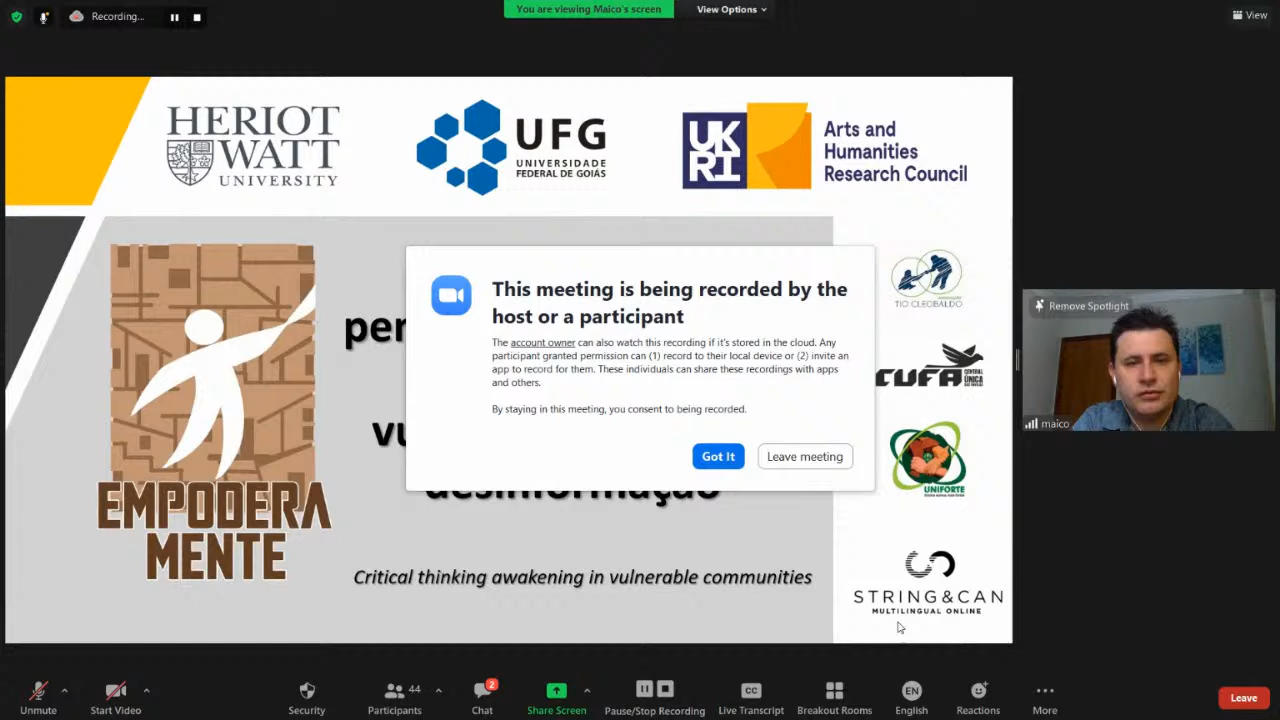 Recording...
You are viewing Maico's screen
View Options
View
HERIOT
WATT
UNIVERSITY
UFG
UNIVERSIDADE
FEDERAL DE GOIÁS
UK
RI
Arts and
Humanities
Research Council
This meeting is being recorded by the
host or a participant
The account owner can also watch this recording if it's stored in the cloud. Any
participant granted permission can (1) record to their local device or (2) invite an
app to record for them. These individuals can share these recordings with apps
and others.
By staying in this meeting, you consent to being recorded.
Got It
Leave meeting
per
vu
desinformação
EMPODERA
MENTE
Critical thinking awakening in vulnerable communities
TIO CLEOBALDO
CUFA
UNIFORTE
STRING&CAN
MULTILINGUAL ONLINE
Remove Spotlight
maico
Unmute
Start Video
Security
44
Participants
2
Chat
Share Screen
Pause/Stop Recording
CC
Live Transcript
Breakout Rooms
EN
English
Reactions
More
Leave